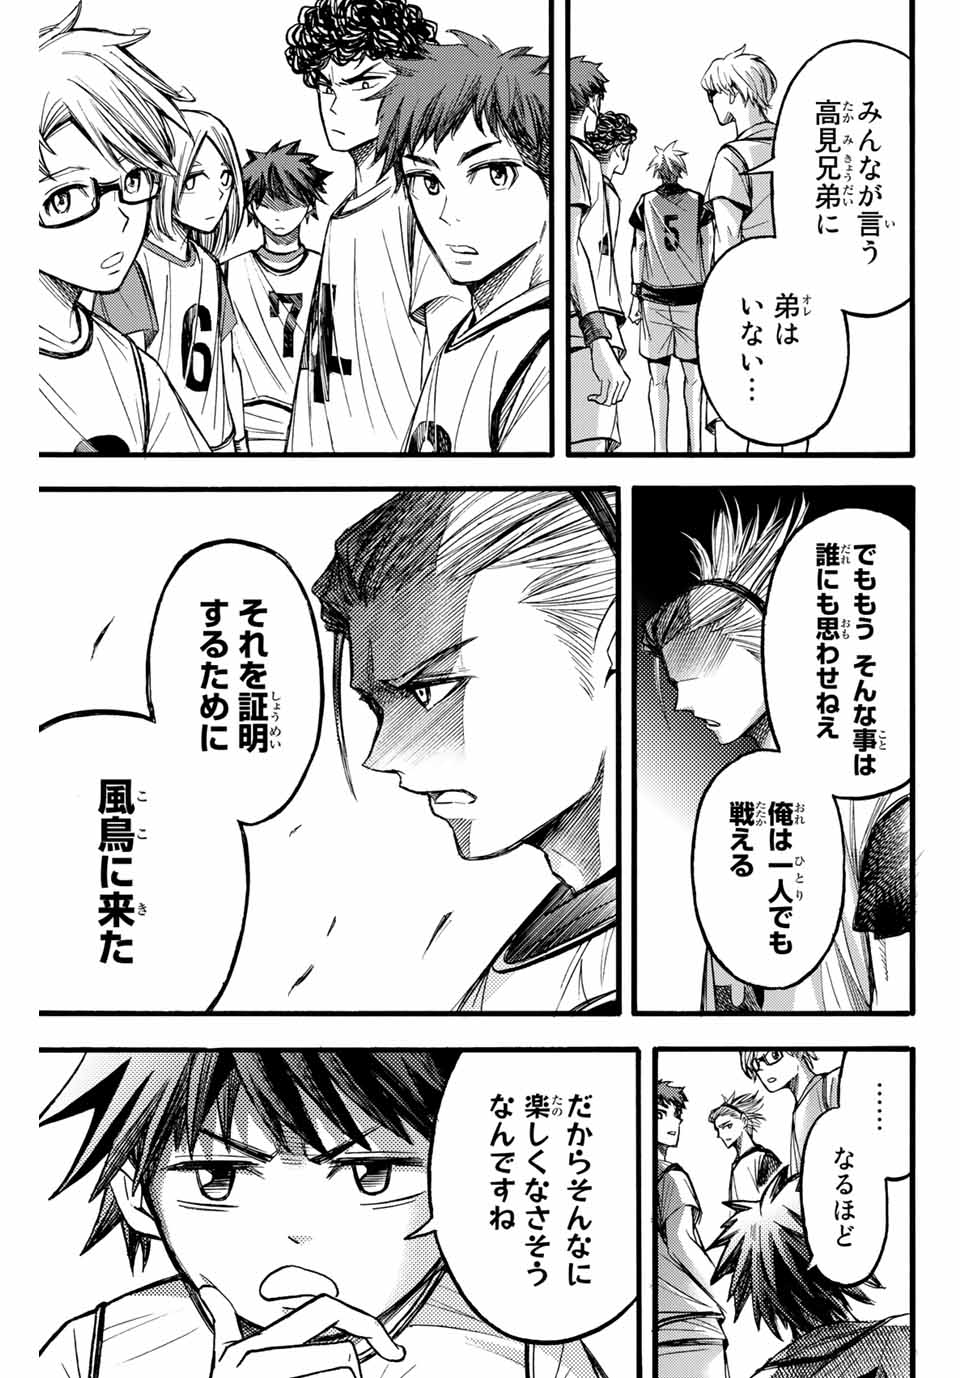 みんなが言う
高見兄弟に
弟は
いない…
5
6
7
でももう そんな事は
誰にも思わせねえ
俺は一人でも
戦える
それを証明
するために
風鳥に来た
……
なるほど
だからそんなに
楽しくなさそう
なんですね